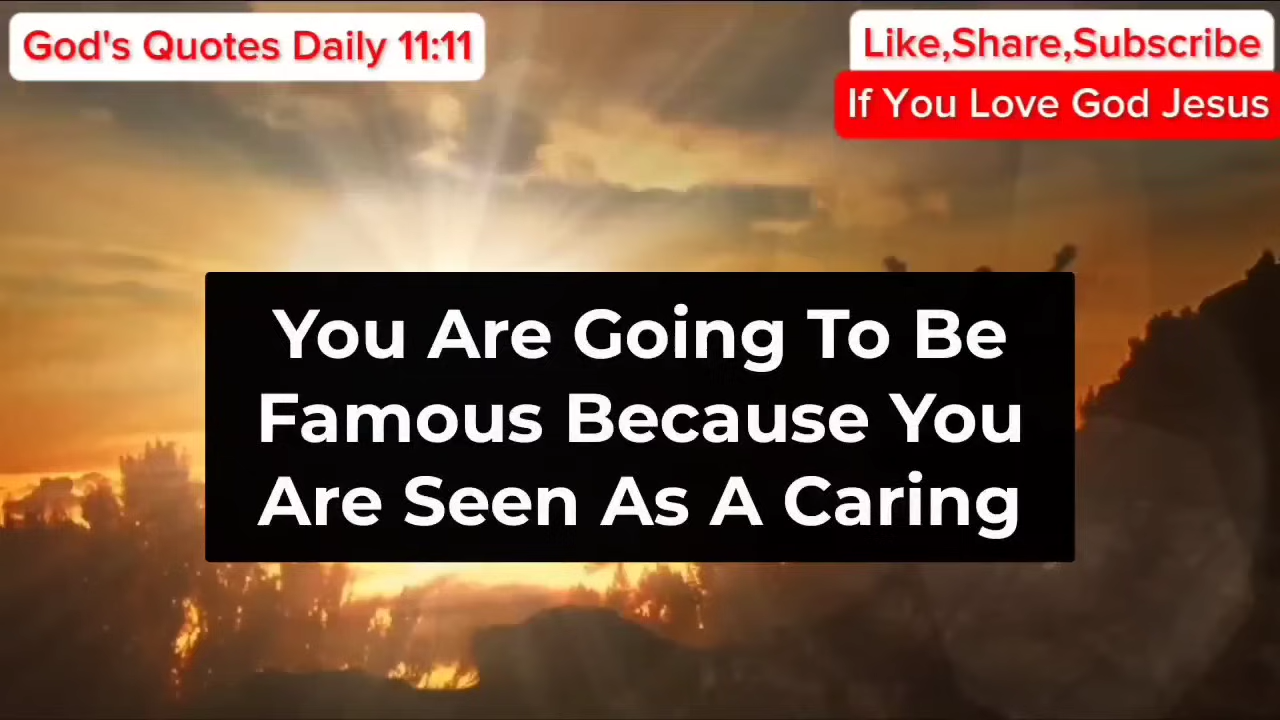 God's Quotes Daily 11:11
Like,Share,Subscribe
If You Love God Jesus
You Are Going To Be
Famous Because You
Are Seen As A Caring